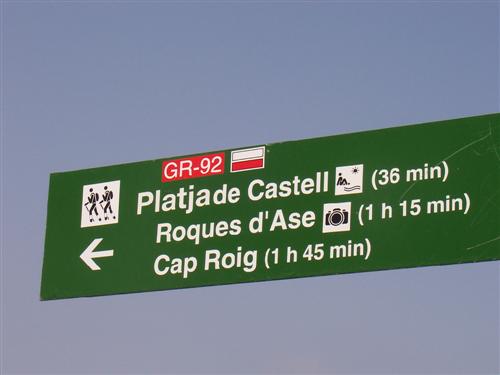 GR-92
Platja de Castell (36 min)
Roques d'Ase (1 h 15 min)
Cap Roig (1 h 45 min)